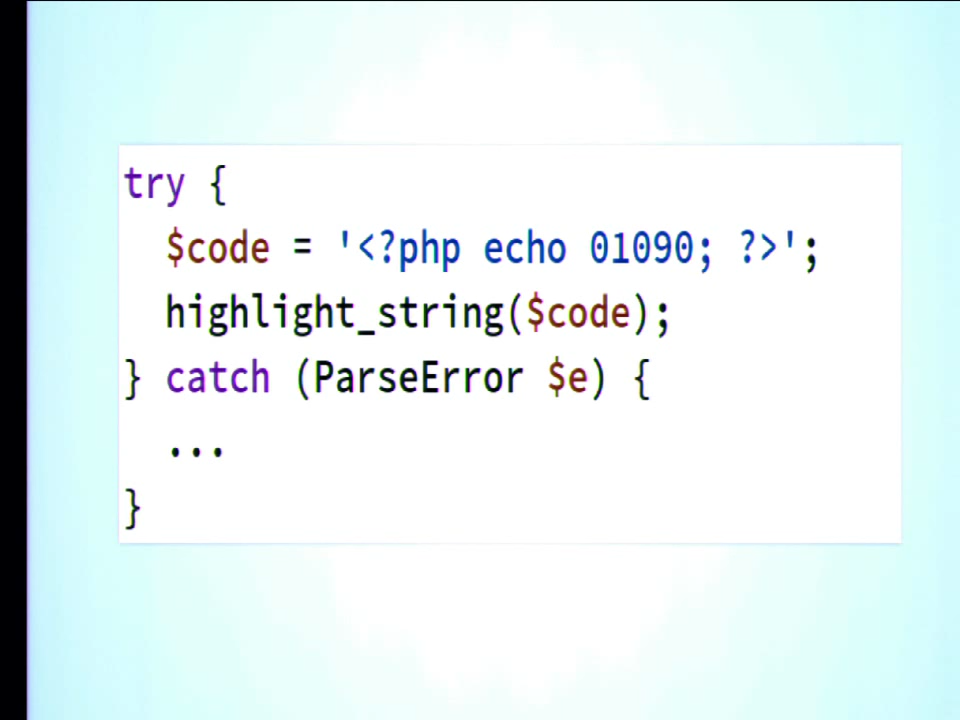 try {
  $code = '<?php echo 01090; ?>';
  highlight_string($code);
} catch (ParseError $e) {
  ...
}